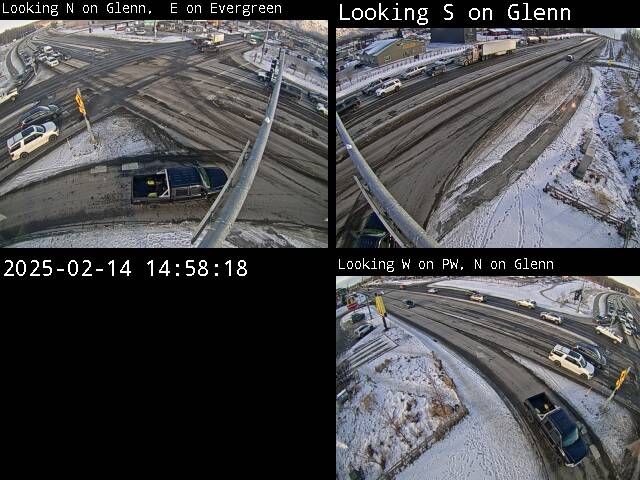 Looking N on Glenn,  E on Evergreen
Looking S on Glenn
2025-02-14 14:58:18
Looking W on PW, N on Glenn